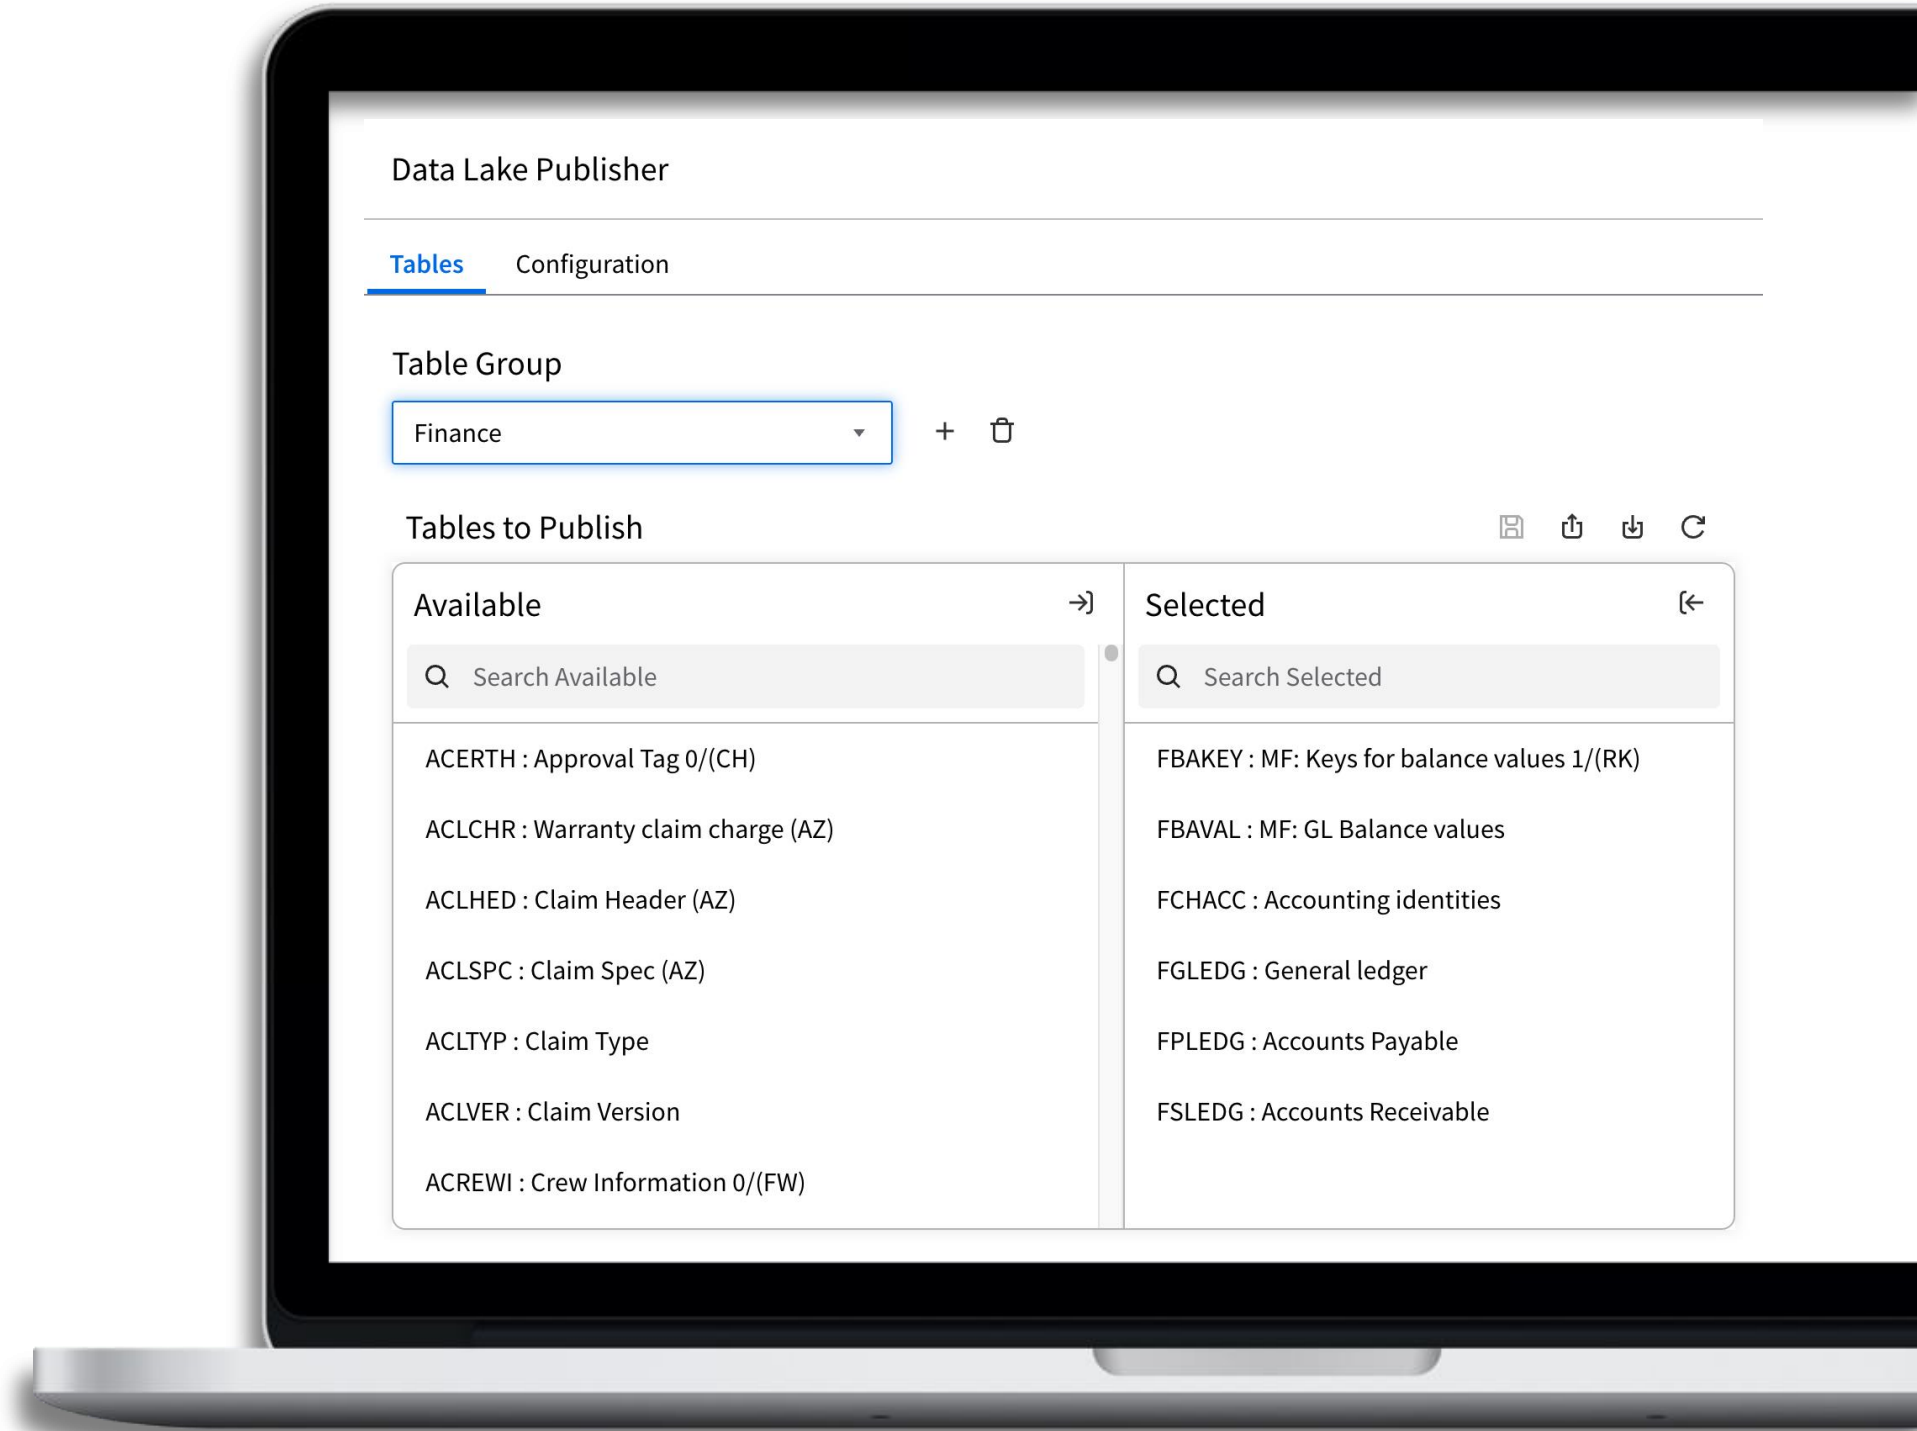 Data Lake Publisher
Tables Configuration
Table Group
Finance
Tables to Publish
Available
Search Available
ACERTH : Approval Tag 0/(CH)
ACLCHR : Warranty claim charge (AZ)
ACLHED : Claim Header (AZ)
ACLSPC : Claim Spec (AZ)
ACLTYP : Claim Type
ACLVER : Claim Version
ACREWI : Crew Information 0/(FW)
Selected
Search Selected
FBAKEY : MF: Keys for balance values 1/(RK)
FBAVAL : MF: GL Balance values
FCHACC : Accounting identities
FGLEDG : General ledger
FPLEDG : Accounts Payable
FSLEDG : Accounts Receivable